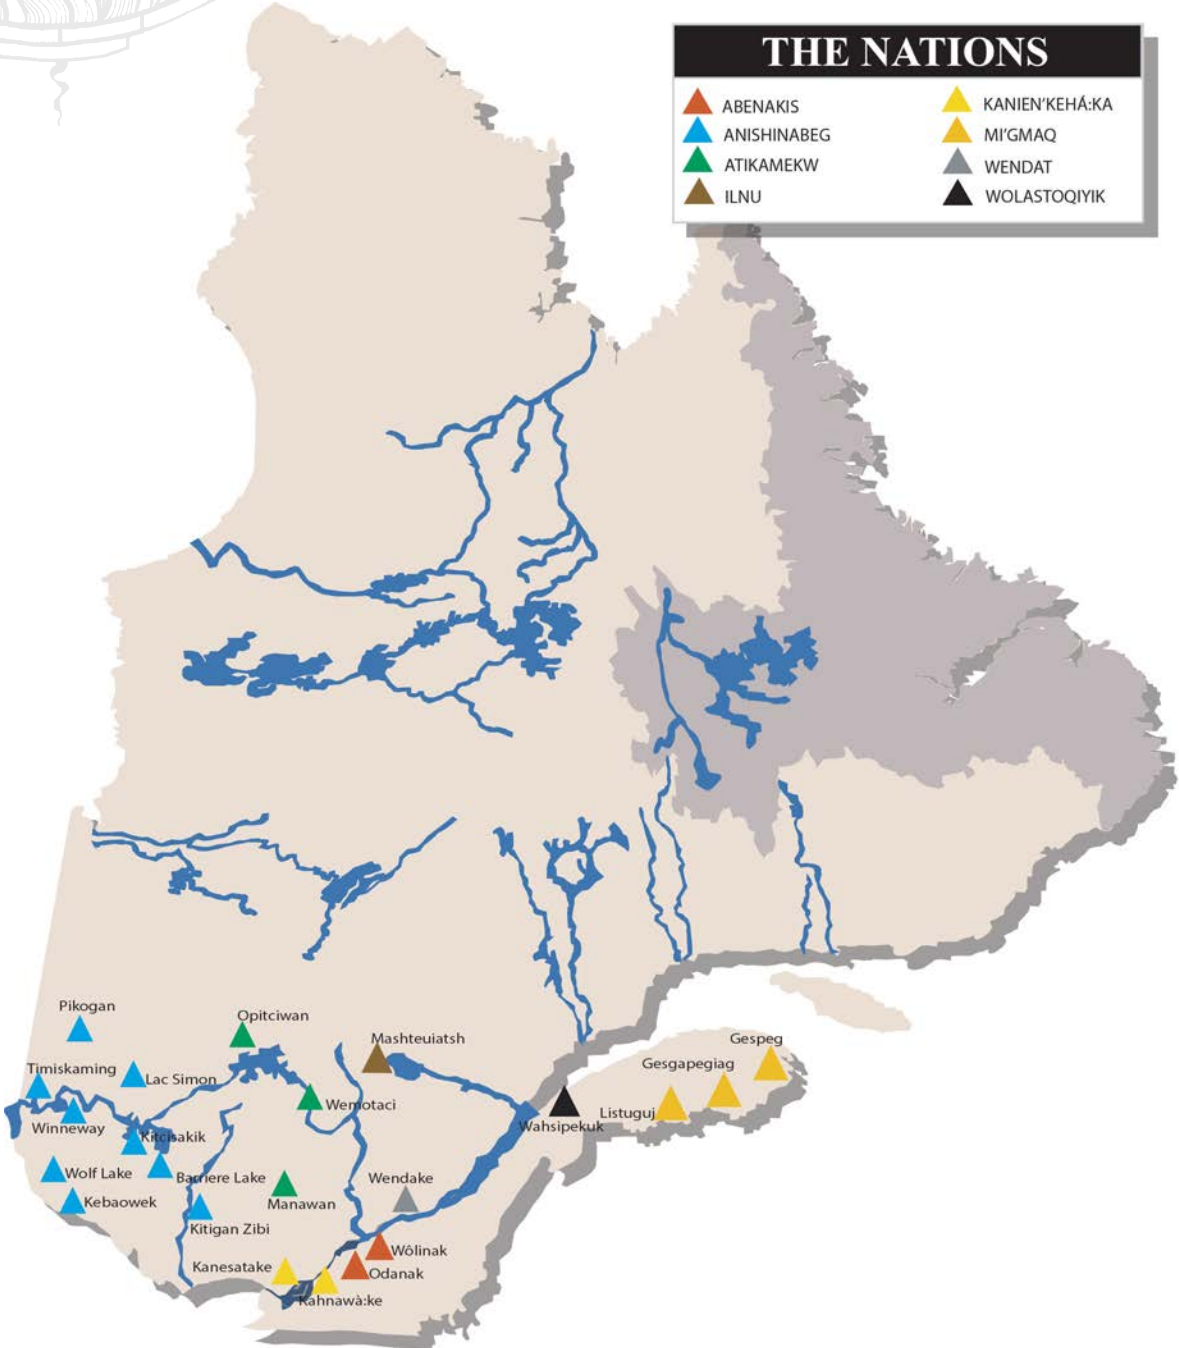 THE NATIONS
ABENAKIS
ANISHINABEG
ATIKAMEKW
ILNU
KANIEN'KEHÁ:KA
MI'GMAQ
WENDAT
WOLASTOQIYIK
Pikogan
Opitciwan
Mashteuiatsh
Gespeg
Timiskaming
Lac Simon
Gesgapegiag
Wemotaci
Listuguj
Winneway
Kitcisakik
Wahsipekuk
Wolf Lake
Barriere Lake
Wendake
Kebaowek
Manawan
Kitigan Zibi
Wôlinak
Kanesatake
Odanak
Kahnawà:ke